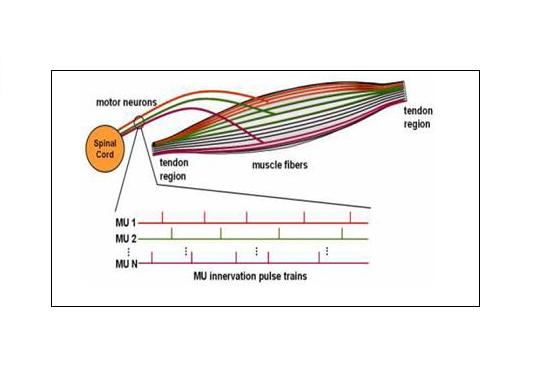 motor neurons
Spinal
Cord
tendon
region
muscle fibers
tendon
region
MU 1
MU 2
MU N
MU innervation pulse trains